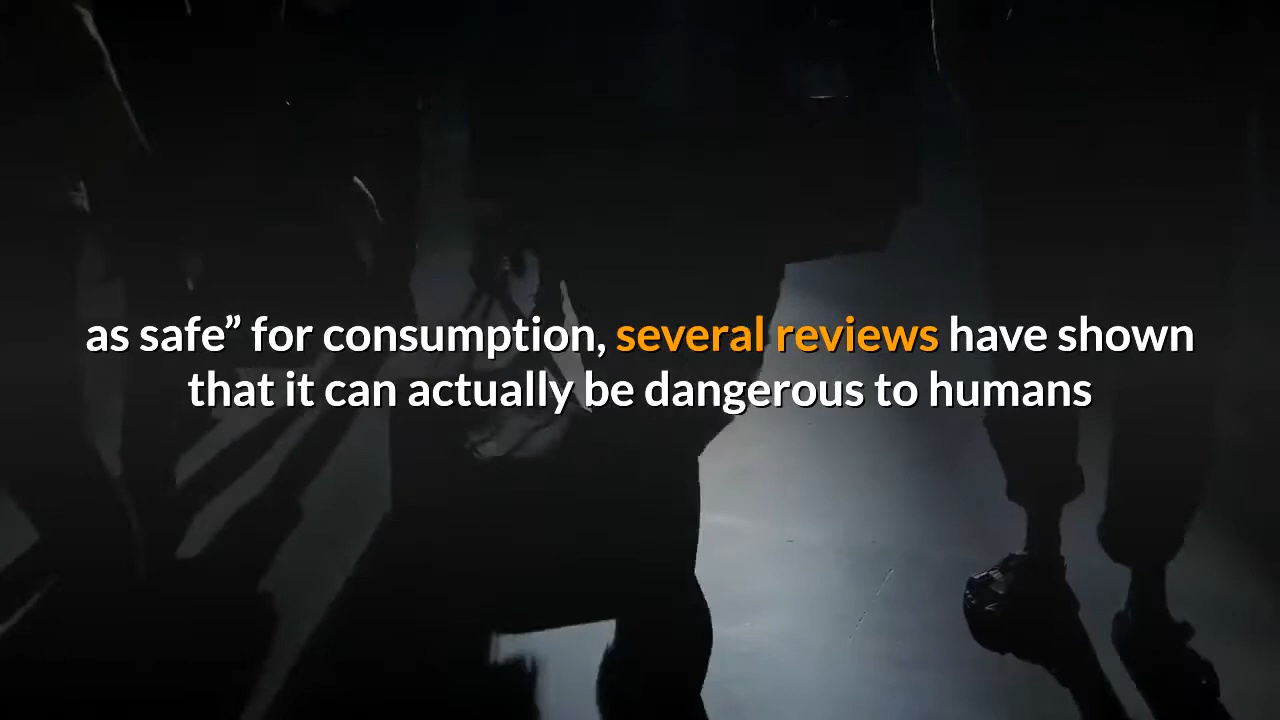 as safe” for consumption, several reviews have shown
that it can actually be dangerous to humans